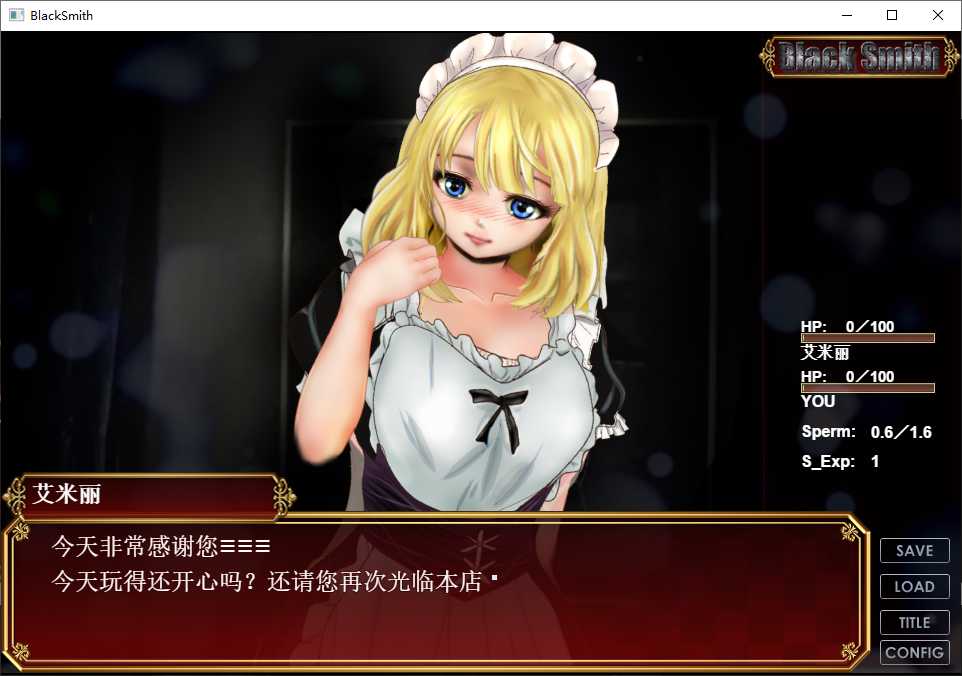 BlackSmith
Black Smith
HP: 0／100
艾米丽
HP: 0／100
YOU
Sperm: 0.6／1.6
S_Exp: 1
艾米丽
今天非常感谢您≡≡≡
今天玩得还开心吗？还请您再次光临本店
SAVE
LOAD
TITLE
CONFIG